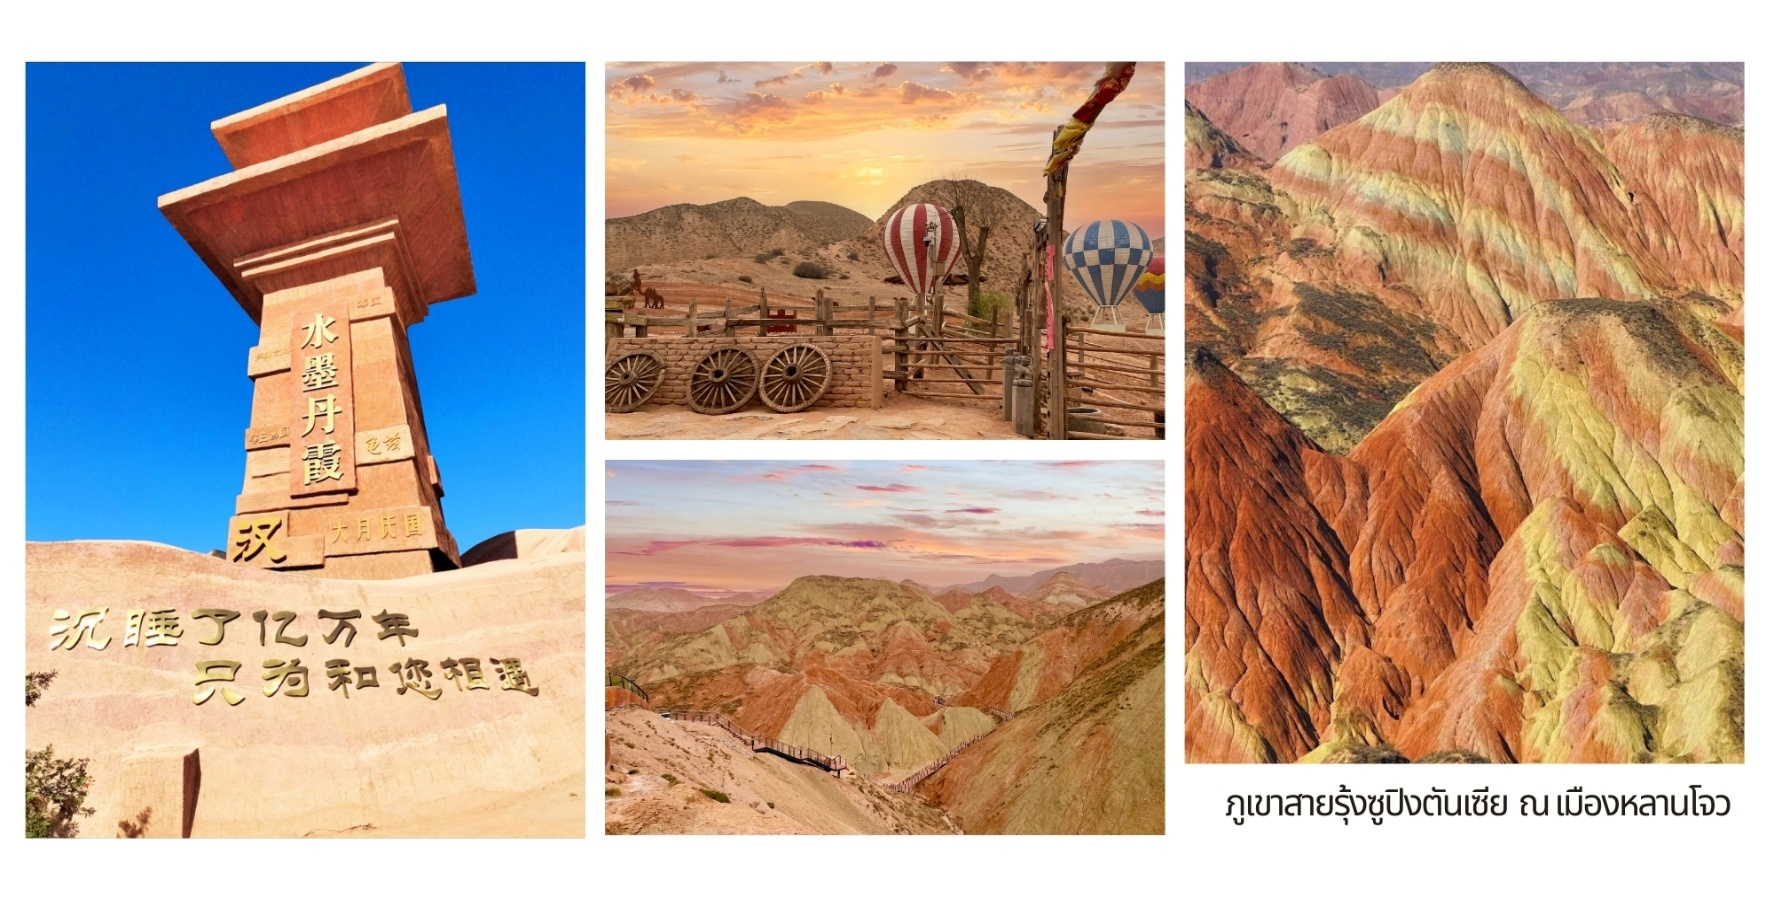 水墨丹霞
龟兹
汉
大月氏国
沉睡了亿万年
只为和您相遇
ภูเขาสายรุ้งซูปิงตันเซีย ณ เมืองหลานโจว